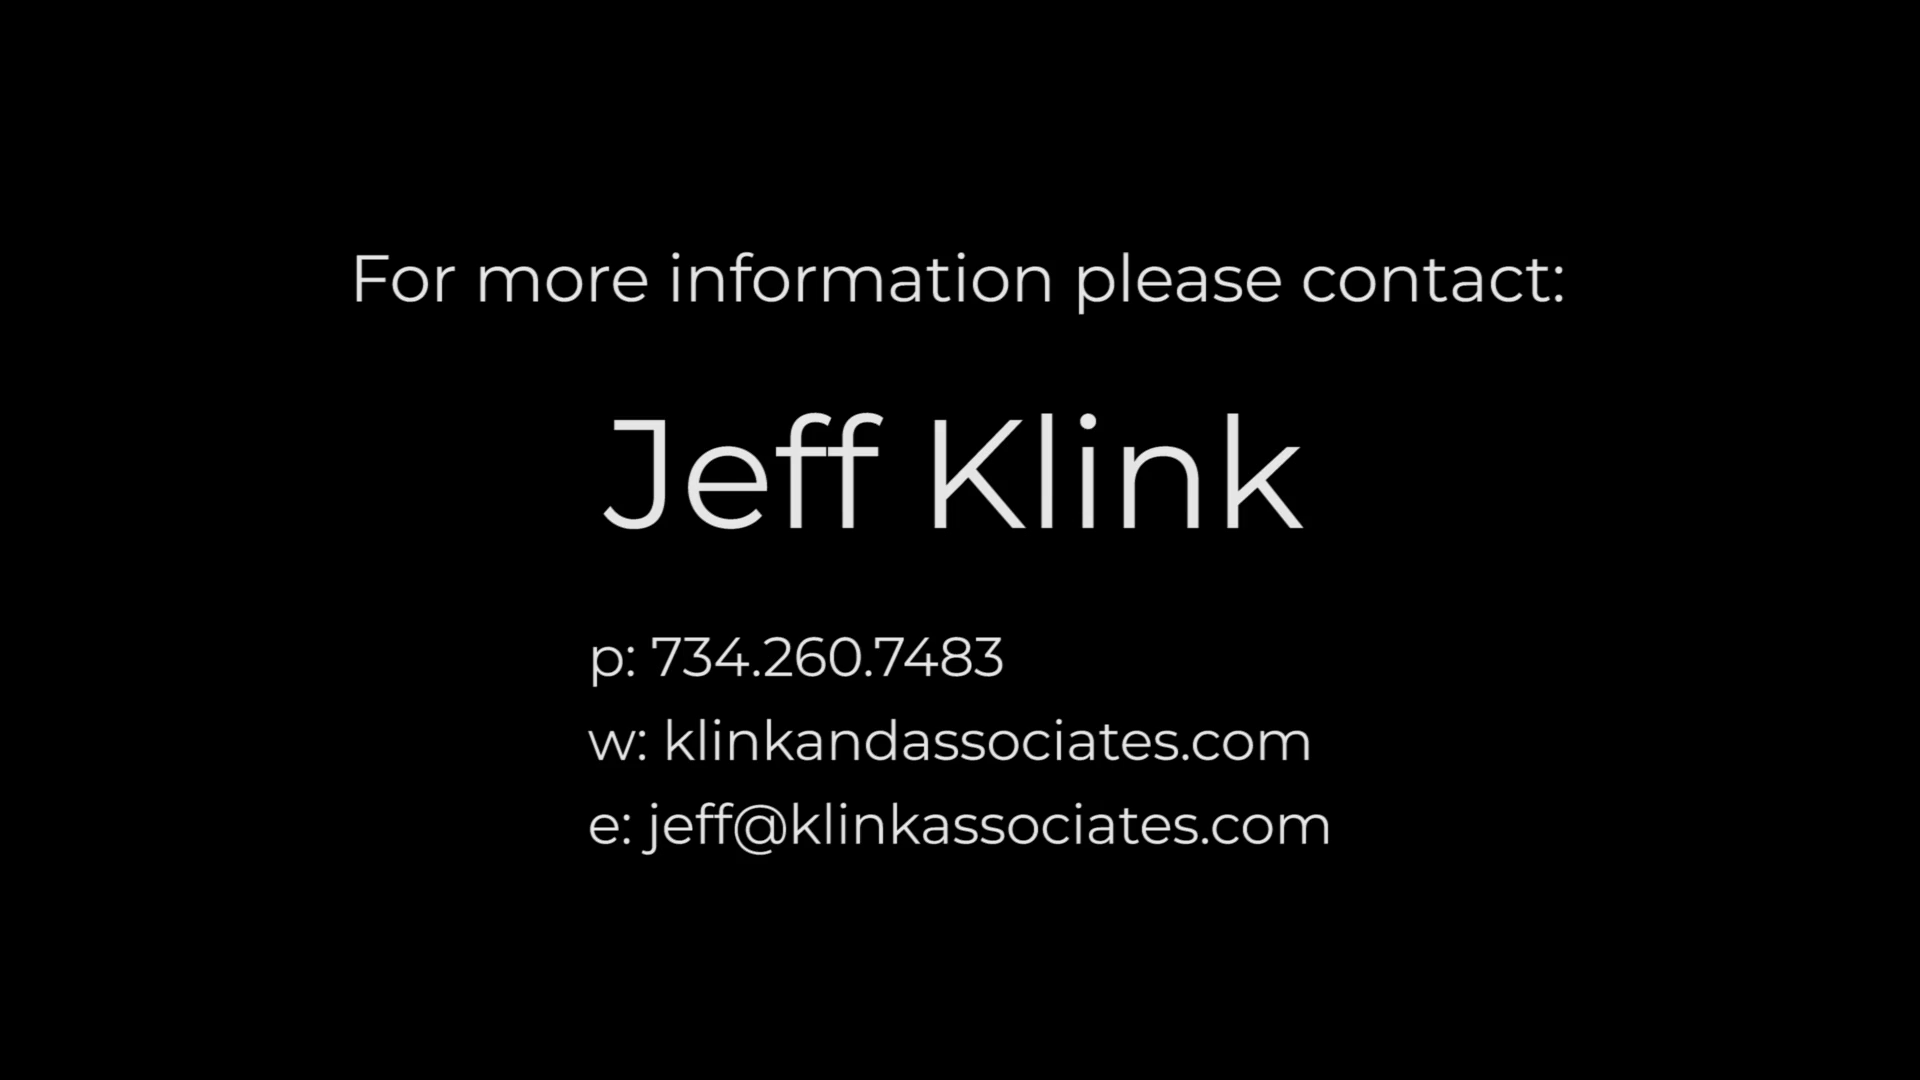 For more information please contact:
Jeff Klink
p: 734.260.7483
w: klinkandassociates.com
e: jeff@klinkassociates.com